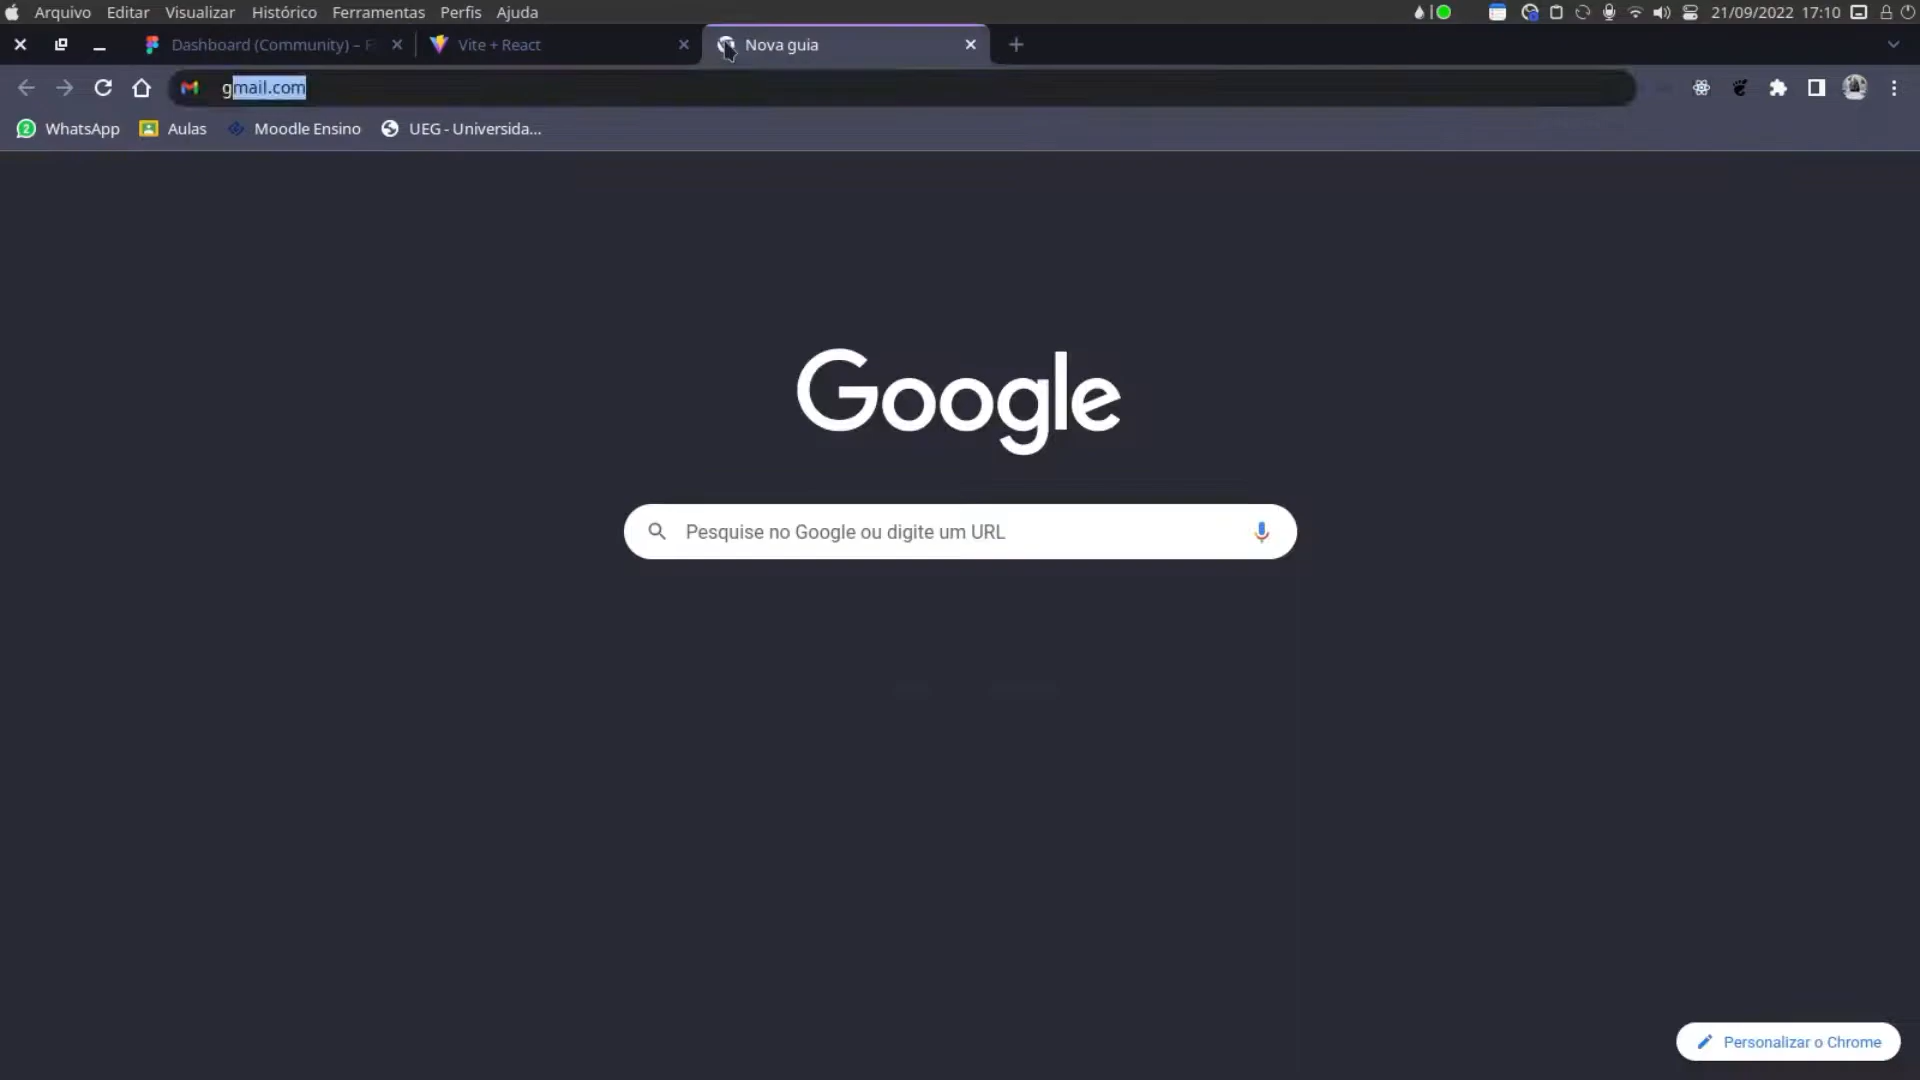 Arquivo Editar Visualizar Histórico Ferramentas Perfis Ajuda 21/09/2022 17:10
Dashboard (Community) – F Vite + React Nova guia
gmail.com
2 WhatsApp Aulas Moodle Ensino UEG - Universida...
Google
Pesquise no Google ou digite um URL
Personalizar o Chrome